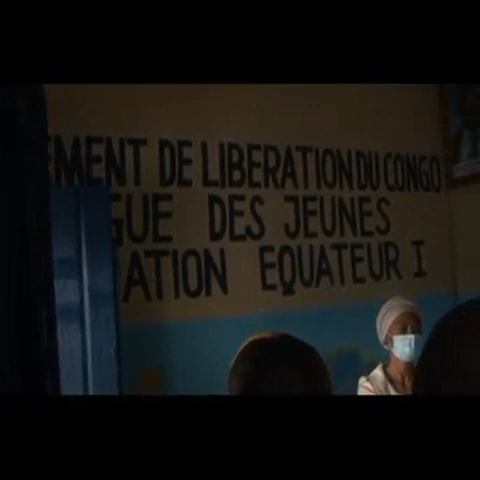 EMENT DE LIBERATION DU CONGO
GUE DES JEUNES
ATION EQUATEUR I